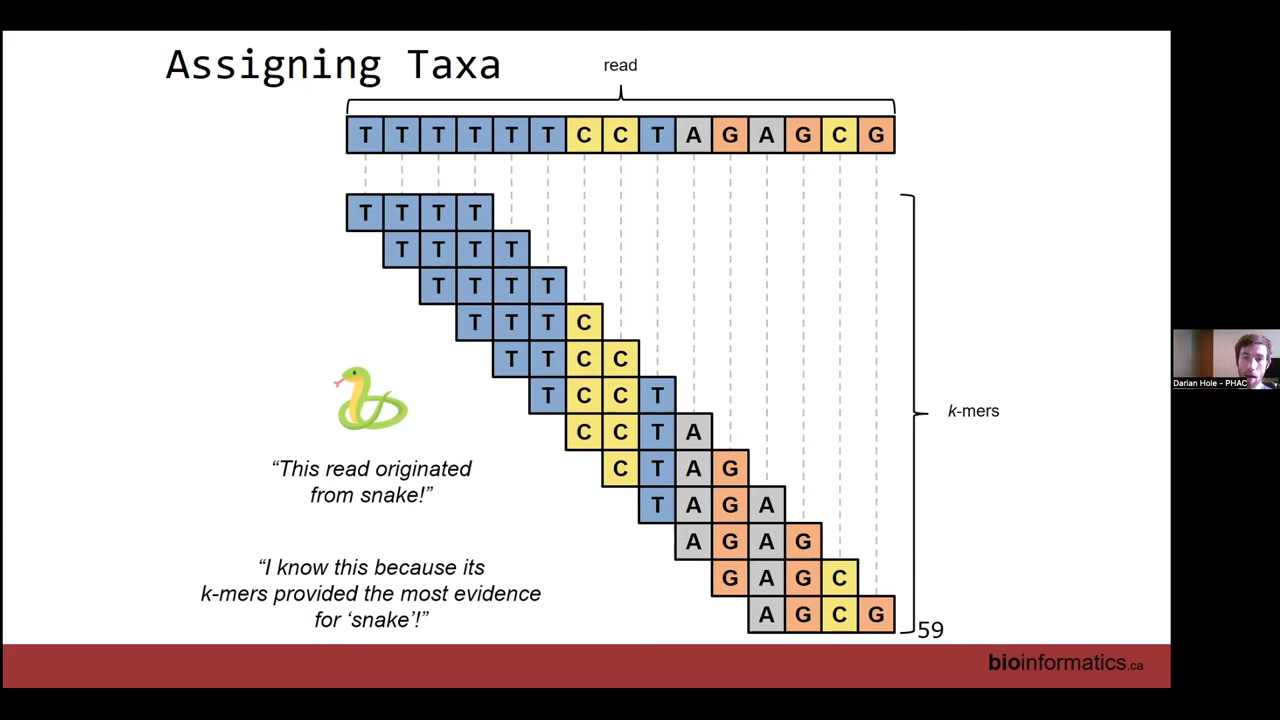 Assigning Taxa
read
T T T T T T C C T A G A G C G
T T T T
T T T T
T T T T
T T T C
T T C C
T C C T
C C T A
C T A G
T A G A
A G A G
G A G C
A G C G
k-mers
“This read originated
from snake!”
“I know this because its
k-mers provided the most evidence
for ‘snake’!”
59
bioinformatics.ca
Darian Hole - PHAC